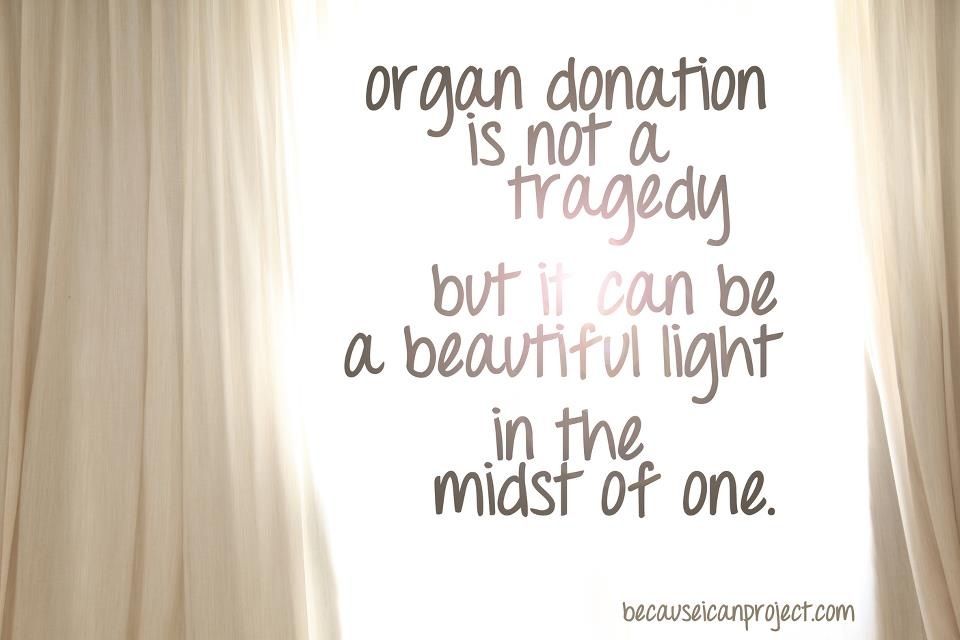 organ donation
is not a
tragedy
but it can be
a beautiful light
in the
midst of one.
becauseicanproject.com